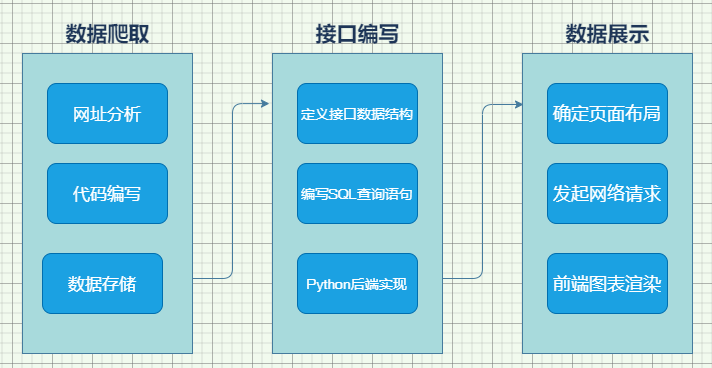 数据爬取
网址分析
代码编写
数据存储
接口编写
定义接口数据结构
编写SQL查询语句
Python后端实现
数据展示
确定页面布局
发起网络请求
前端图表渲染